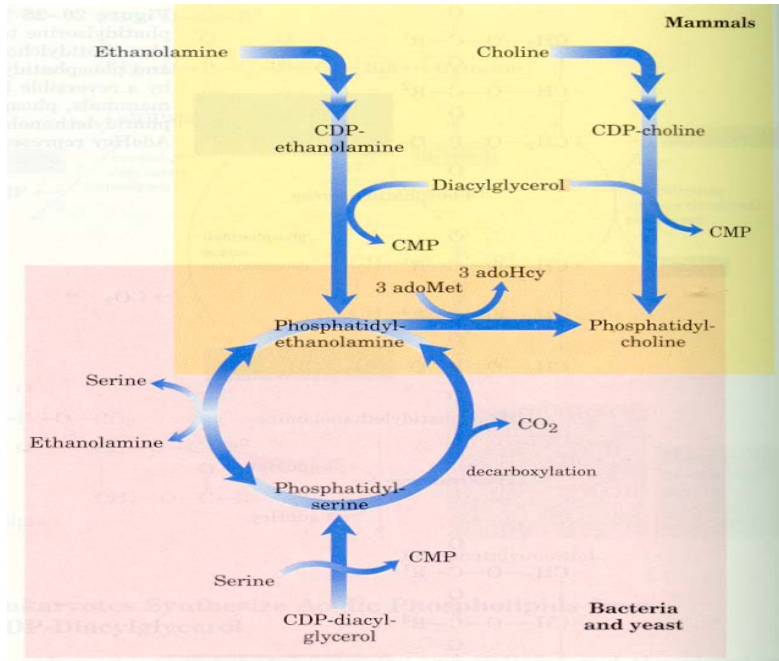 Mammals
Ethanolamine
Choline
CDP-
ethanolamine
CDP-choline
Diacylglycerol
CMP
CMP
3 adoHcy
3 adoMet
Phosphatidyl-
ethanolamine
Phosphatidyl-
choline
Serine
CO2
Ethanolamine
decarboxylation
Phosphatidyl-
serine
CMP
Serine
CDP-diacyl-
glycerol
Bacteria
and yeast